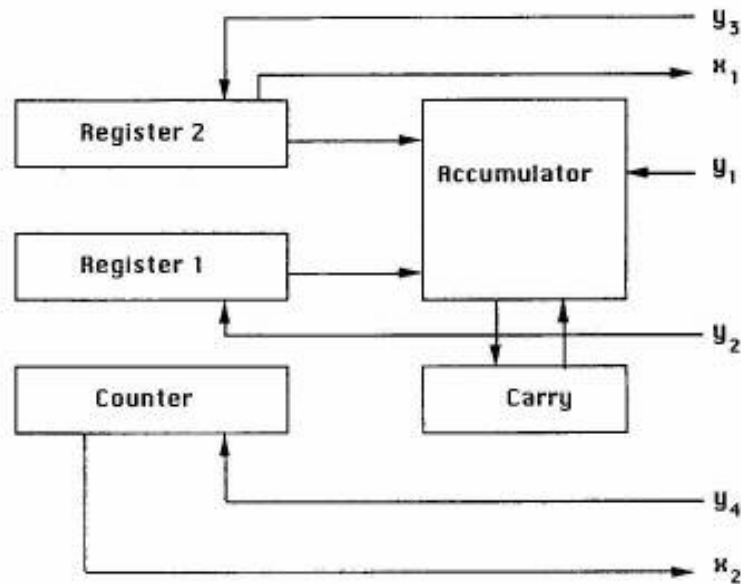 y3
x1
Register 2
Accumulator
y1
Register 1
y2
Counter
Carry
y4
x2